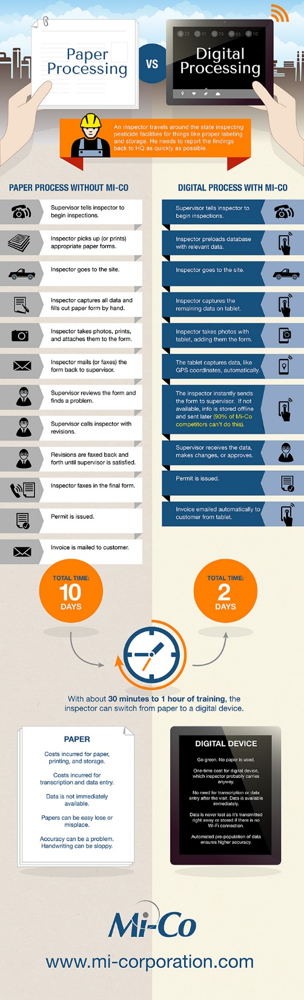 Paper
Processing
VS
23 41 79 65 10
Digital
Processing
An inspector travels around the state inspecting
pesticide facilities for things like proper labeling
and storage. He needs to report the findings
back to HQ as quickly as possible.
PAPER PROCESS WITHOUT MI-CO
Supervisor tells inspector to
begin inspections.
Inspector picks up (or prints)
appropriate paper forms.
Inspector goes to the site.
Inspector captures all data and
fills out paper form by hand.
Inspector takes photos, prints,
and attaches them to the form.
Inspector mails (or faxes) the
form back to supervisor.
Supervisor reviews the form and
finds a problem.
Supervisor calls inspector with
revisions.
Revisions are faxed back and
forth until supervisor is satisfied.
Inspector faxes in the final form.
Permit is issued.
Invoice is mailed to customer.
TOTAL TIME:
10
DAYS
DIGITAL PROCESS WITH MI-CO
Supervisor tells inspector to
begin inspections.
Inspector preloads database
with relevant data.
Inspector goes to the site.
Inspector captures the
remaining data on tablet.
Inspector takes photos with
tablet, adding them the form.
The tablet captures data, like
GPS coordinates, automatically.
The inspector instantly sends
the form to supervisor. If not
available, info is stored offline
and sent later (90% of Mi-Co
competitors can't do this).
Supervisor receives the data,
makes changes, or approves.
Permit is issued.
Invoice emailed automatically to
customer from tablet.
TOTAL TIME:
2
DAYS
With about 30 minutes to 1 hour of training, the
inspector can switch from paper to a digital device.
PAPER
Costs incurred for paper,
printing, and storage.
Costs incurred for
transcription and data entry.
Data is not immediately
available.
Papers can be easy lose or
misplace.
Accuracy can be a problem.
Handwriting can be sloppy.
DIGITAL DEVICE
Go green. No paper is used.
One-time cost for digital device,
which inspector probably carries
anyway.
No need for transcription or data
entry after the visit. Data is available
immediately.
Data is never lost as it's transmitted
right away or stored if there is no
Wi-Fi connection.
Automated pre-population of data
ensures higher accuracy.
Mi-Co
www.mi-corporation.com